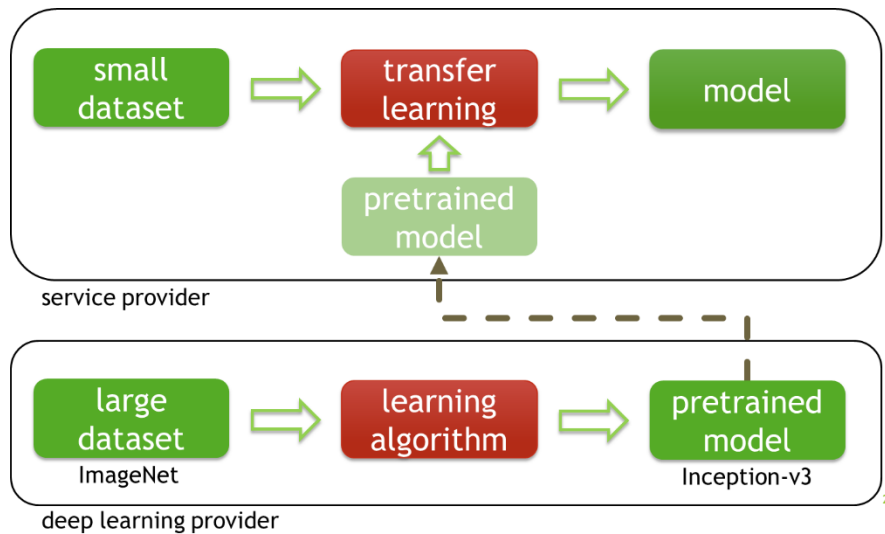 small
dataset
transfer
learning
model
pretrained
model
service provider
large
dataset
learning
algorithm
pretrained
model
ImageNet
Inception-v3
deep learning provider